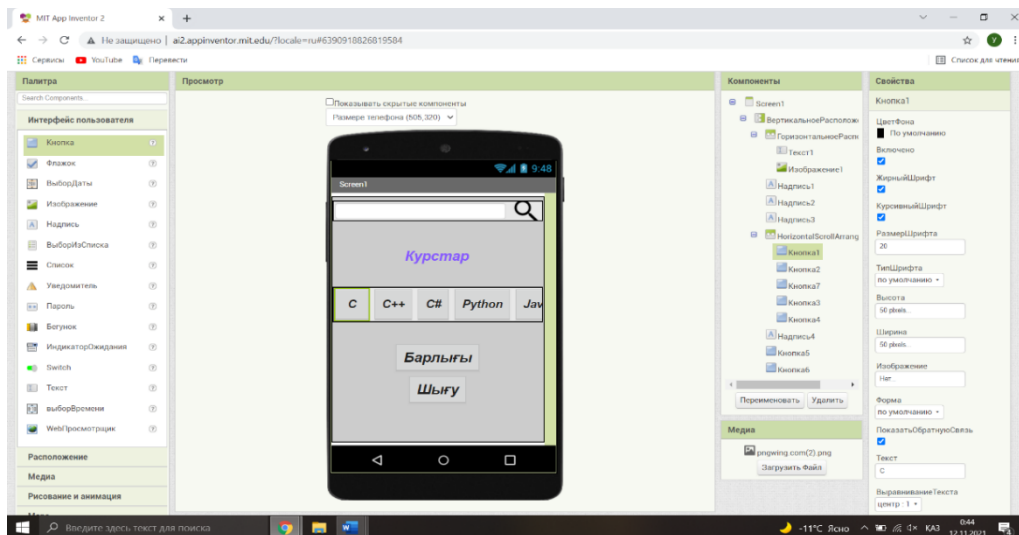 MIT App Inventor 2
Не защищено | ai2.appinventor.mit.edu/?locale=ru#6390918826819584
У
Сервисы YouTube Перевести
Список для чтения
Палитра
Search Components...
Интерфейс пользователя
Кнопка
Флажок
ВыборДаты
Изображение
Надпись
ВыборИзСписка
Список
Уведомитель
Пароль
Бегунок
ИндикаторОжидания
Switch
Текст
выборВремени
WebПросмотрщик
Расположение
Медиа
Рисование и анимация
Просмотр
Показывать скрытые компоненты
Размере телефона (505,320)
9:48
Screen1
Курстар
C C++ C# Python Jav
Барлығы
Шығу
Компоненты
Screen1
ВертикальноеРасполож
ГоризонтальноеРасп
Текст1
Изображение1
Надпись1
Надпись2
Надпись3
HorizontalScrollArrang
Кнопка1
Кнопка2
Кнопка7
Кнопка3
Кнопка4
Надпись4
Кнопка5
Кнопка6
Переименовать Удалить
Медиа
pngwing.com(2).png
Загрузить Файл
Свойства
Кнопка1
ЦветФона
По умолчанию
Включено
ЖирныйШрифт
КурсивныйШрифт
РазмерШрифта
20
ТипШрифта
по умолчанию
Высота
50 pixels...
Ширина
50 pixels...
Изображение
Нет...
Форма
по умолчанию
ПоказатьОбратнуюСвязь
Текст
C
ВыравниваниеТекста
центр : 1
Введите здесь текст для поиска
-11°C Ясно
КАЗ
0:44
12.11.2021